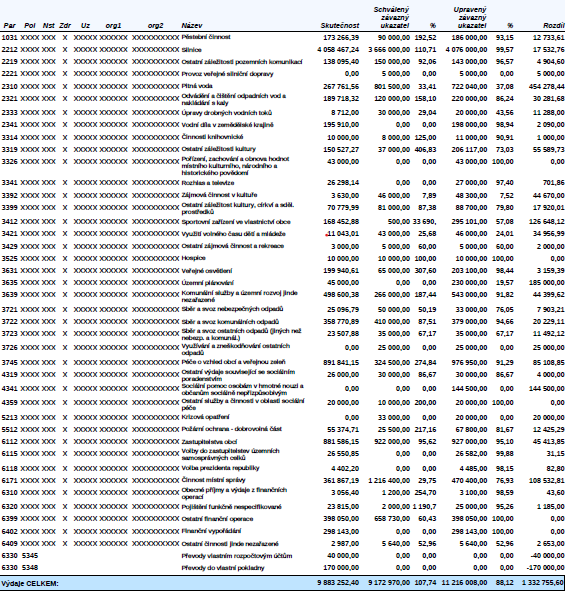 Schválený Upravený
závazný závazný
Par Pol Nst Zdr Uz org1 org2 Název Skutečnost ukazatel % ukazatel % Rozdíl
1031 XXXX XXX X XXXXX XXXXXX XXXXXXXXXX Pěstební činnost 173 266,39 90 000,00 192,52 186 000,00 93,15 12 733,61
2212 XXXX XXX X XXXXX XXXXXX XXXXXXXXXX Silnice 4 058 467,24 3 666 000,00 110,71 4 076 000,00 99,57 17 532,76
2219 XXXX XXX X XXXXX XXXXXX XXXXXXXXXX Ostatní záležitosti pozemních komunikací 138 095,40 150 000,00 92,06 143 000,00 96,57 4 904,60
2221 XXXX XXX X XXXXX XXXXXX XXXXXXXXXX Provoz veřejné silniční dopravy 0,00 5 000,00 0,00 5 000,00 0,00 5 000,00
2310 XXXX XXX X XXXXX XXXXXX XXXXXXXXXX Pitná voda 267 761,56 801 500,00 33,41 722 040,00 37,08 454 278,44
2321 XXXX XXX X XXXXX XXXXXX XXXXXXXXXX Odvádění a čištění odpadních vod a nakládání s kaly 189 718,32 120 000,00 158,10 220 000,00 86,24 30 281,68
2333 XXXX XXX X XXXXX XXXXXX XXXXXXXXXX Úpravy drobných vodních toků 8 712,00 30 000,00 29,04 20 000,00 43,56 11 288,00
2341 XXXX XXX X XXXXX XXXXXX XXXXXXXXXX Vodní díla v zemědělské krajině 195 910,00 0,00 0,00 198 000,00 98,94 2 090,00
3314 XXXX XXX X XXXXX XXXXXX XXXXXXXXXX Činnosti knihovnické 10 000,00 8 000,00 125,00 11 000,00 90,91 1 000,00
3319 XXXX XXX X XXXXX XXXXXX XXXXXXXXXX Ostatní záležitosti kultury 150 527,27 37 000,00 406,83 206 117,00 73,03 55 589,73
3326 XXXX XXX X XXXXX XXXXXX XXXXXXXXXX Pořízení, zachování a obnova hodnot místního kulturního, národního a historického povědomí 43 000,00 0,00 0,00 43 000,00 100,00 0,00
3341 XXXX XXX X XXXXX XXXXXX XXXXXXXXXX Rozhlas a televize 26 298,14 0,00 0,00 27 000,00 97,40 701,86
3392 XXXX XXX X XXXXX XXXXXX XXXXXXXXXX Zájmová činnost v kultuře 3 630,00 46 000,00 7,89 48 300,00 7,52 44 670,00
3399 XXXX XXX X XXXXX XXXXXX XXXXXXXXXX Ostatní záležitost kultury, církví a sděl. prostředků 70 779,99 81 000,00 87,38 88 700,00 79,80 17 920,01
3412 XXXX XXX X XXXXX XXXXXX XXXXXXXXXX Sportovní zařízení ve vlastnictví obce 168 452,88 500,00 33 690, 295 101,00 57,08 126 648,12
3421 XXXX XXX X XXXXX XXXXXX XXXXXXXXXX Využití volného času dětí a mládeže 11 043,01 43 000,00 25,68 46 000,00 24,01 34 956,99
3429 XXXX XXX X XXXXX XXXXXX XXXXXXXXXX Ostatní zájmová činnost a rekreace 3 000,00 5 000,00 60,00 5 000,00 60,00 2 000,00
3525 XXXX XXX X XXXXX XXXXXX XXXXXXXXXX Hospice 10 000,00 10 000,00 100,00 10 000,00 100,00 0,00
3631 XXXX XXX X XXXXX XXXXXX XXXXXXXXXX Veřejné osvětlení 199 940,61 65 000,00 307,60 203 100,00 98,44 3 159,39
3635 XXXX XXX X XXXXX XXXXXX XXXXXXXXXX Územní plánování 45 000,00 0,00 0,00 230 000,00 19,57 185 000,00
3639 XXXX XXX X XXXXX XXXXXX XXXXXXXXXX Komunální služby a územní rozvoj jinde nezařazené 498 600,38 266 000,00 187,44 543 000,00 91,82 44 399,62
3721 XXXX XXX X XXXXX XXXXXX XXXXXXXXXX Sběr a svoz nebezpečných odpadů 25 096,79 50 000,00 50,19 33 000,00 76,05 7 903,21
3722 XXXX XXX X XXXXX XXXXXX XXXXXXXXXX Sběr a svoz komunálních odpadů 358 770,89 410 000,00 87,51 379 000,00 94,66 20 229,11
3723 XXXX XXX X XXXXX XXXXXX XXXXXXXXXX Sběr a svoz ostatních odpadů (jiných než nebezp. a komunál.) 23 507,88 35 000,00 67,17 35 000,00 67,17 11 492,12
3726 XXXX XXX X XXXXX XXXXXX XXXXXXXXXX Využívání a zneškodňování ostatních odpadů 0,00 25 000,00 0,00 25 000,00 0,00 25 000,00
3745 XXXX XXX X XXXXX XXXXXX XXXXXXXXXX Péče o vzhled obcí a veřejnou zeleň 891 841,15 324 500,00 274,84 976 950,00 91,29 85 108,85
4319 XXXX XXX X XXXXX XXXXXX XXXXXXXXXX Ostatní výdaje související se sociálním poradenstvím 26 000,00 30 000,00 86,67 30 000,00 86,67 4 000,00
4341 XXXX XXX X XXXXX XXXXXX XXXXXXXXXX Sociální pomoc osobám v hmotné nouzi a občanům sociálně nepřizpůsobivým 0,00 0,00 0,00 144 500,00 0,00 144 500,00
4359 XXXX XXX X XXXXX XXXXXX XXXXXXXXXX Ostatní služby a činnosti v oblasti sociální péče 20 000,00 10 000,00 200,00 20 000,00 100,00 0,00
5213 XXXX XXX X XXXXX XXXXXX XXXXXXXXXX Krizová opatření 0,00 33 000,00 0,00 20 000,00 0,00 20 000,00
5512 XXXX XXX X XXXXX XXXXXX XXXXXXXXXX Požární ochrana - dobrovolná část 55 374,71 25 500,00 217,16 67 800,00 81,67 12 425,29
6112 XXXX XXX X XXXXX XXXXXX XXXXXXXXXX Zastupitelstva obcí 881 586,15 922 000,00 95,62 927 000,00 95,10 45 413,85
6115 XXXX XXX X XXXXX XXXXXX XXXXXXXXXX Volby do zastupitelstev územních samosprávných celků 26 550,85 0,00 0,00 26 582,00 99,88 31,15
6118 XXXX XXX X XXXXX XXXXXX XXXXXXXXXX Volba prezidenta republiky 4 402,20 0,00 0,00 4 485,00 98,15 82,80
6171 XXXX XXX X XXXXX XXXXXX XXXXXXXXXX Činnost místní správy 361 867,19 1 216 400,00 29,75 470 400,00 76,93 108 532,81
6310 XXXX XXX X XXXXX XXXXXX XXXXXXXXXX Obecné příjmy a výdaje z finančních operací 3 056,40 1 200,00 254,70 3 100,00 98,59 43,60
6320 XXXX XXX X XXXXX XXXXXX XXXXXXXXXX Pojištění funkčně nespecifikované 23 815,00 2 000,00 1 190,7 25 000,00 95,26 1 185,00
6399 XXXX XXX X XXXXX XXXXXX XXXXXXXXXX Ostatní finanční operace 398 050,00 658 730,00 60,43 398 050,00 100,00 0,00
6402 XXXX XXX X XXXXX XXXXXX XXXXXXXXXX Finanční vypořádání 298 143,00 0,00 0,00 298 143,00 100,00 0,00
6409 XXXX XXX X XXXXX XXXXXX XXXXXXXXXX Ostatní činnosti jinde nezařazené 2 987,00 5 640,00 52,96 5 640,00 52,96 2 653,00
6330 5345 Převody vlastním rozpočtovým účtům 40 000,00 0,00 0,00 0,00 0,00 -40 000,00
6330 5348 Převody do vlastní pokladny 170 000,00 0,00 0,00 0,00 0,00 -170 000,00
Výdaje CELKEM: 9 883 252,40 9 172 970,00 107,74 11 216 008,00 88,12 1 332 755,60